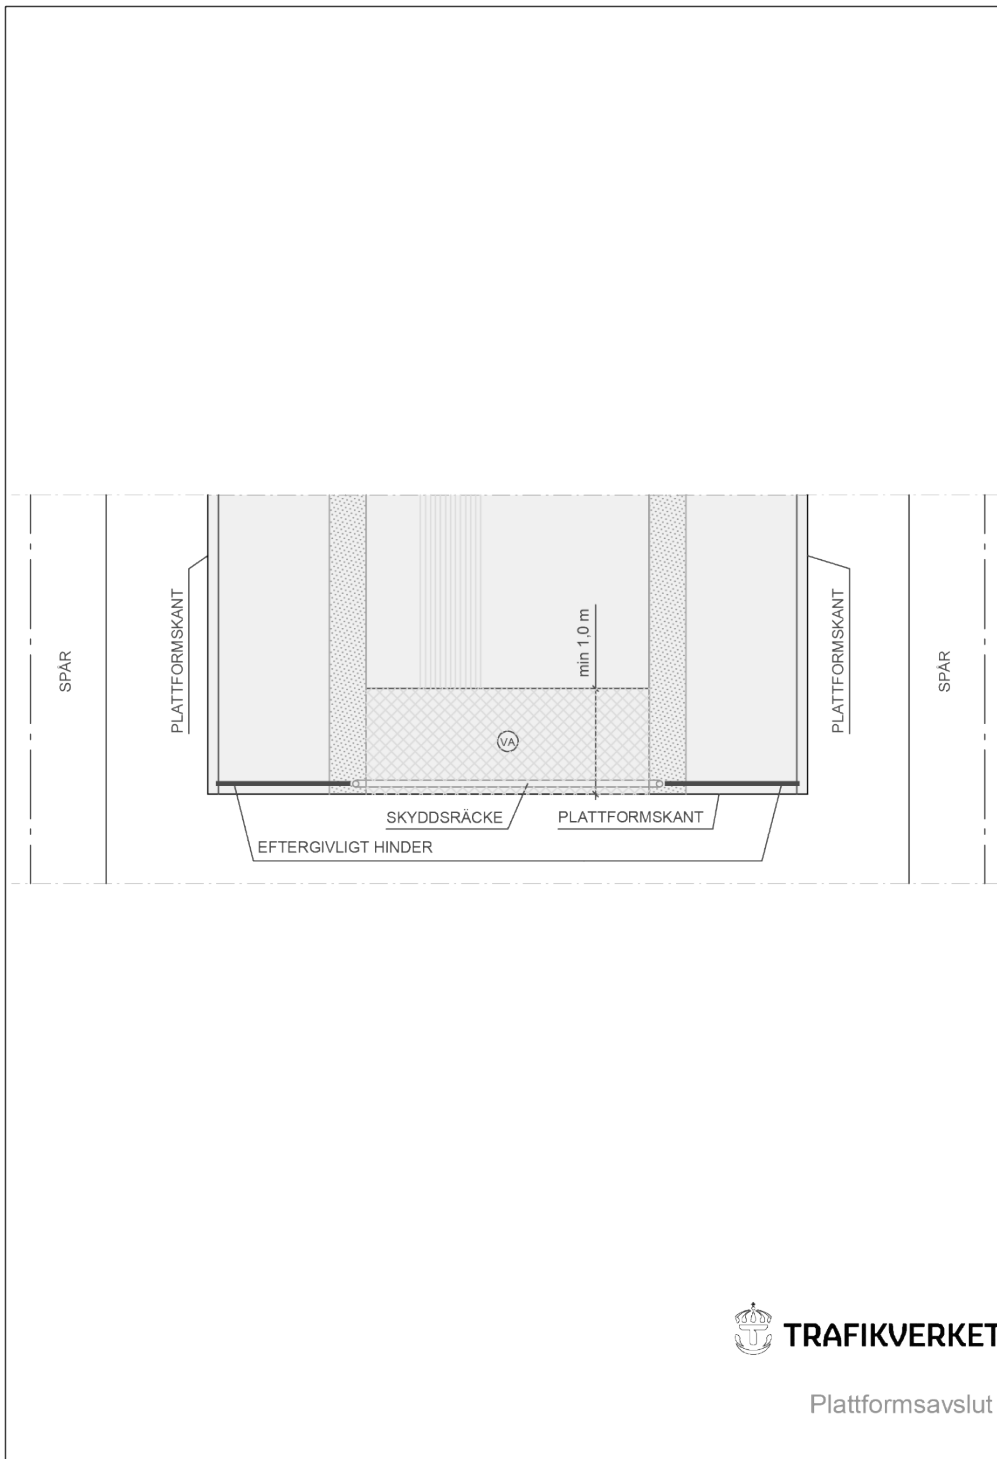 SPÅR
PLATTFORMSKANT
min 1,0 m
PLATTFORMSKANT
SPÅR
VA
SKYDDSRÄCKE
PLATTFORMSKANT
EFTERGIVLIGT HINDER
TRAFIKVERKET
Plattformsavslut